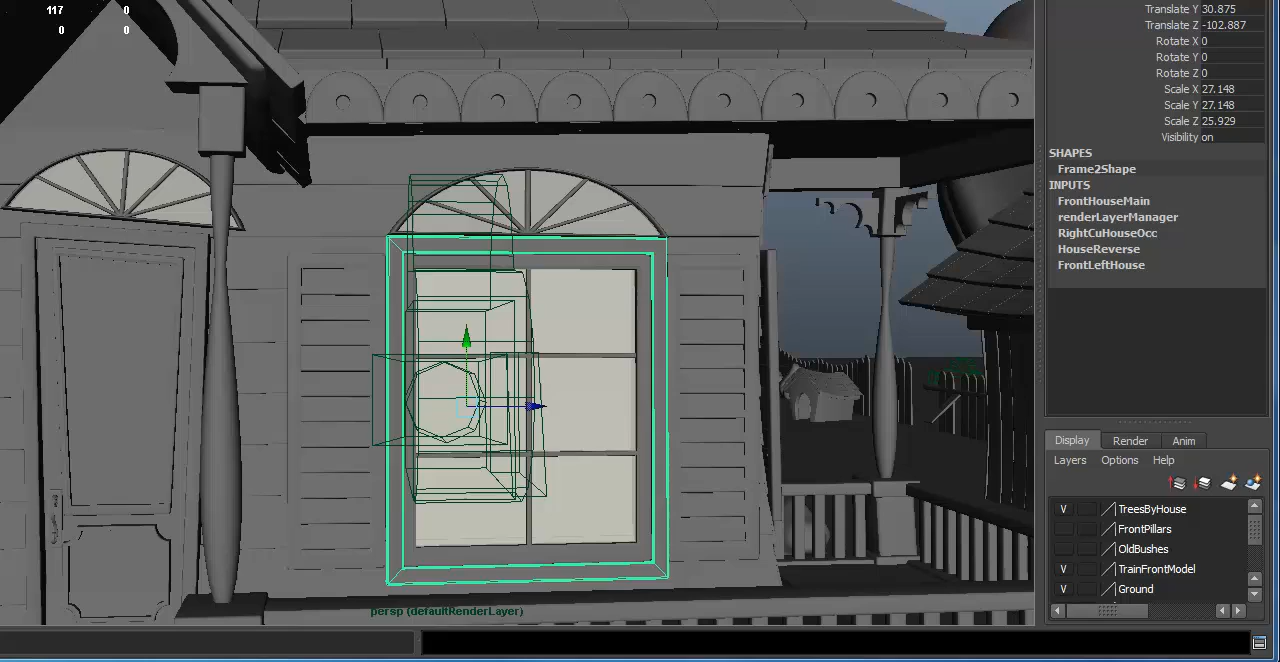 117 0
0 0
Translate Y 30.875
Translate Z -102.887
Rotate X 0
Rotate Y 0
Rotate Z 0
Scale X 27.148
Scale Y 27.148
Scale Z 25.929
Visibility on
SHAPES
Frame2Shape
INPUTS
FrontHouseMain
renderLayerManager
RightCuHouseOcc
HouseReverse
FrontLeftHouse
Display Render Anim
Layers Options Help
V TreesByHouse
FrontPillars
OldBushes
V TrainFrontModel
V Ground
persp (defaultRenderLayer)